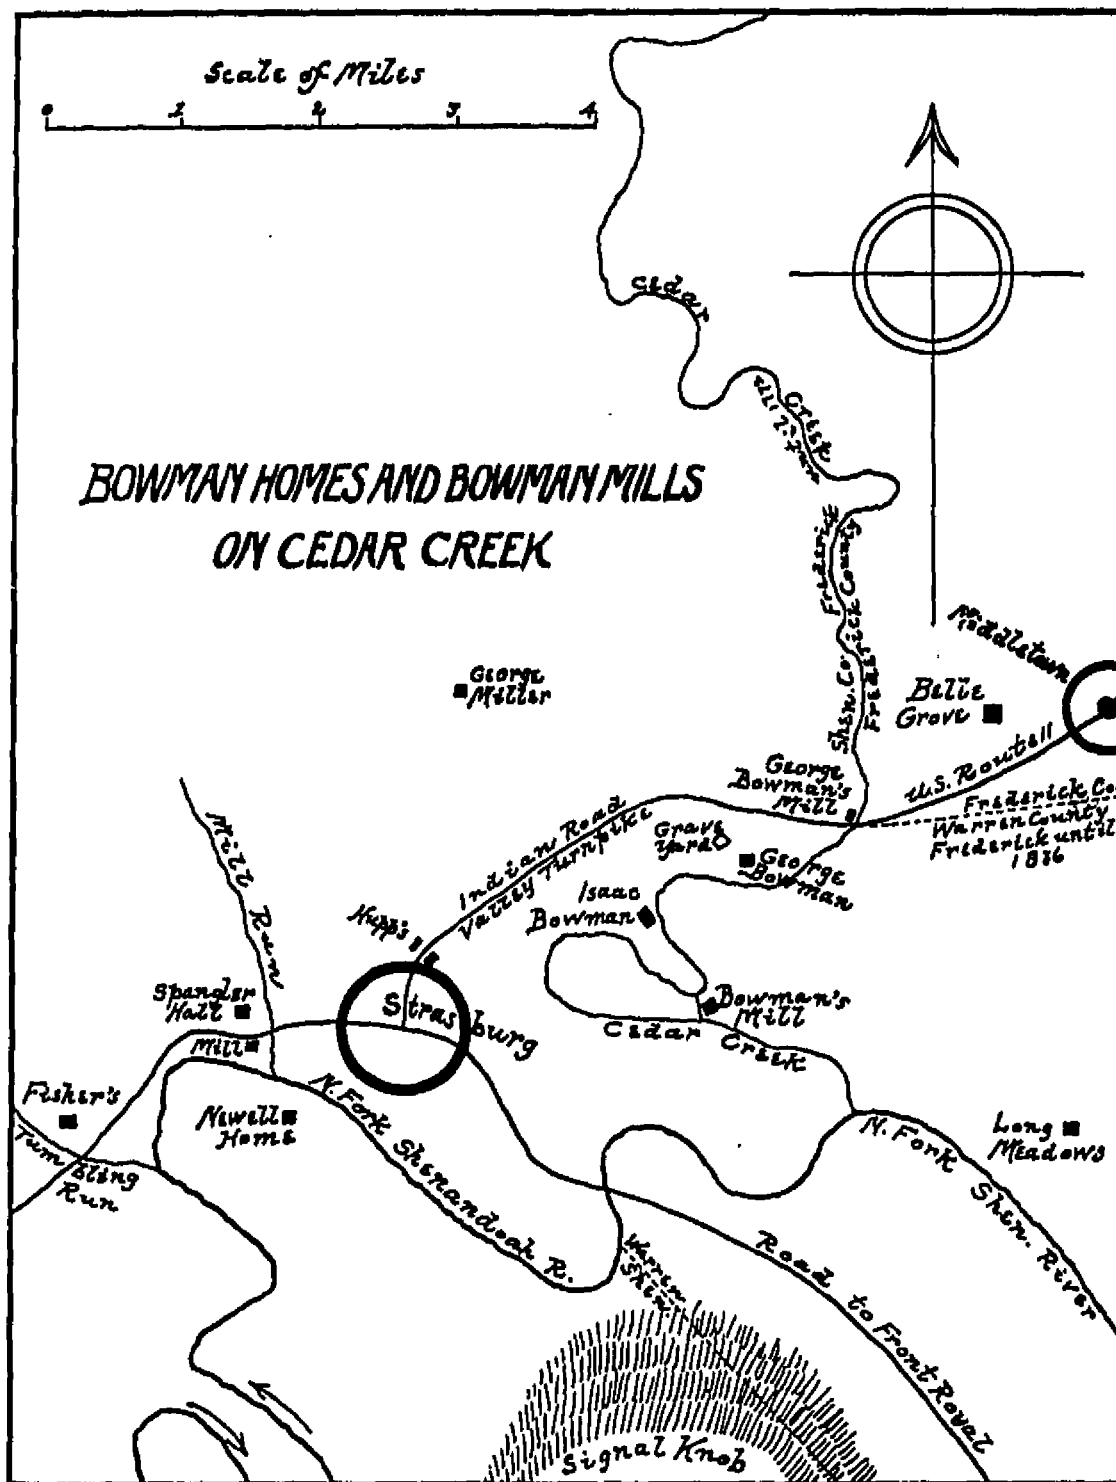 Scale of Miles
0 1 2 3 4
Cedar
Creek
BOWMAN HOMES AND BOWMAN MILLS
ON CEDAR CREEK
Frederick
Shen. Co.
Frederick County
Middletown
Belle
Grove
George
Miller
U.S. Route 11
George
Bowman's
Mill
Frederick Co
Warren County
Frederick until
1836
Indian Road
Valley Turnpike
Grave
Yard
George
Bowman
Isaac
Bowman
Mill Run
Hupp's
Spangler
Hall
Mill
Strasburg
Bowman's
Mill
Cedar Creek
Fisher's
Newell
Home
N. Fork Shenandoah R.
N. Fork Shen. River
Long
Meadows
Tumbling
Run
Warren
Shen.
Road to Front Royal
Signal Knob